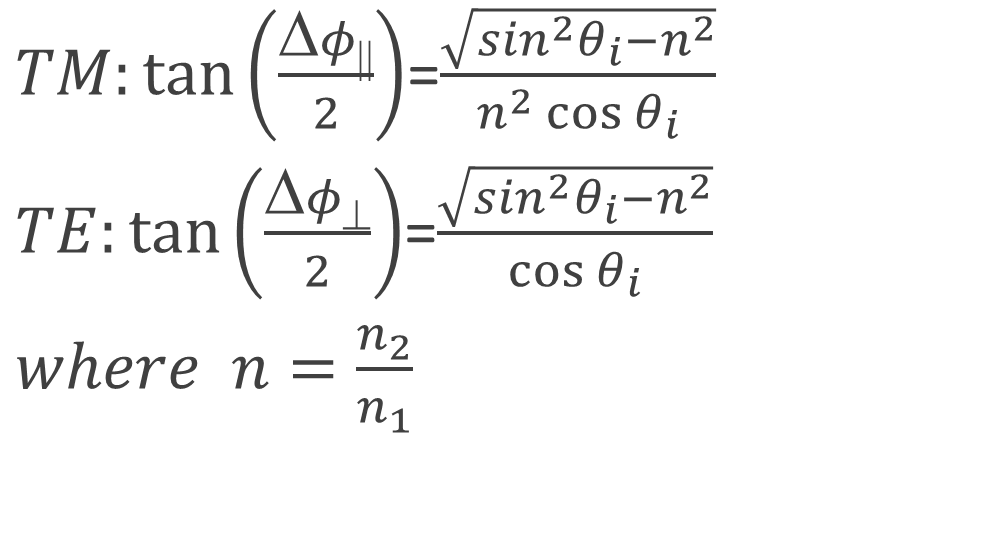 TM: tan(Δϕ∥/2)=√(sin²θᵢ−n²)/(n² cos θᵢ)
TE: tan(Δϕ⊥/2)=√(sin²θᵢ−n²)/(cos θᵢ)
where n = n₂/n₁